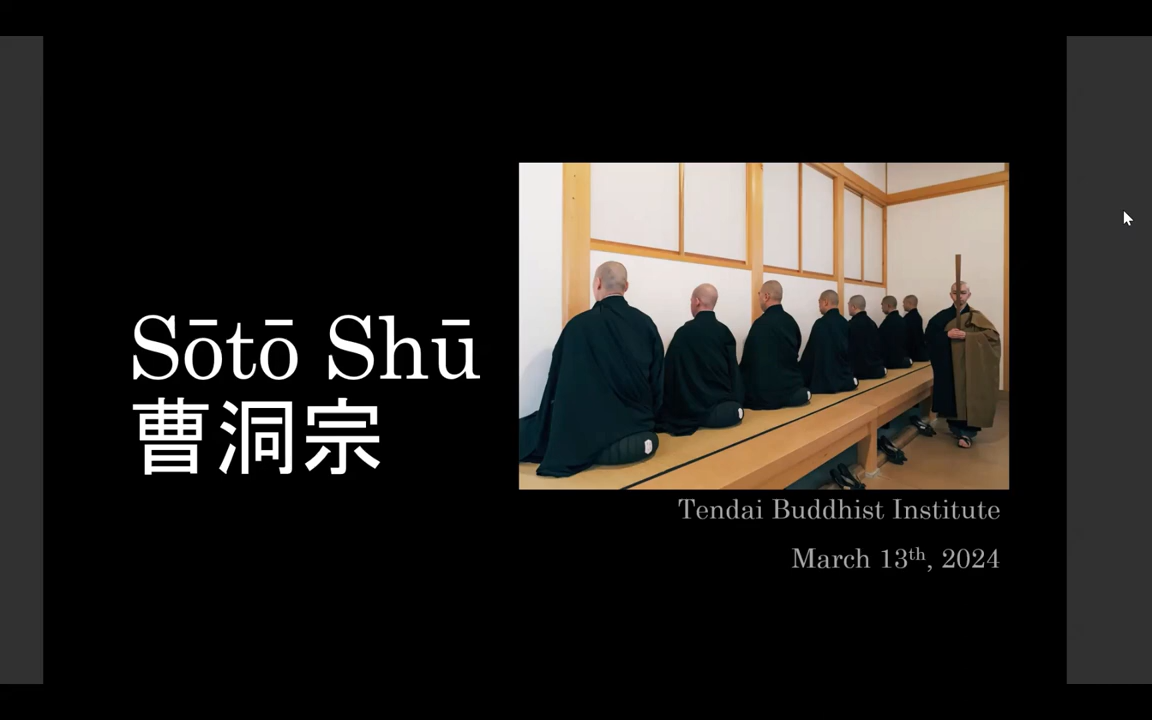 Sōtō Shū
曹洞宗
Tendai Buddhist Institute
March 13th, 2024